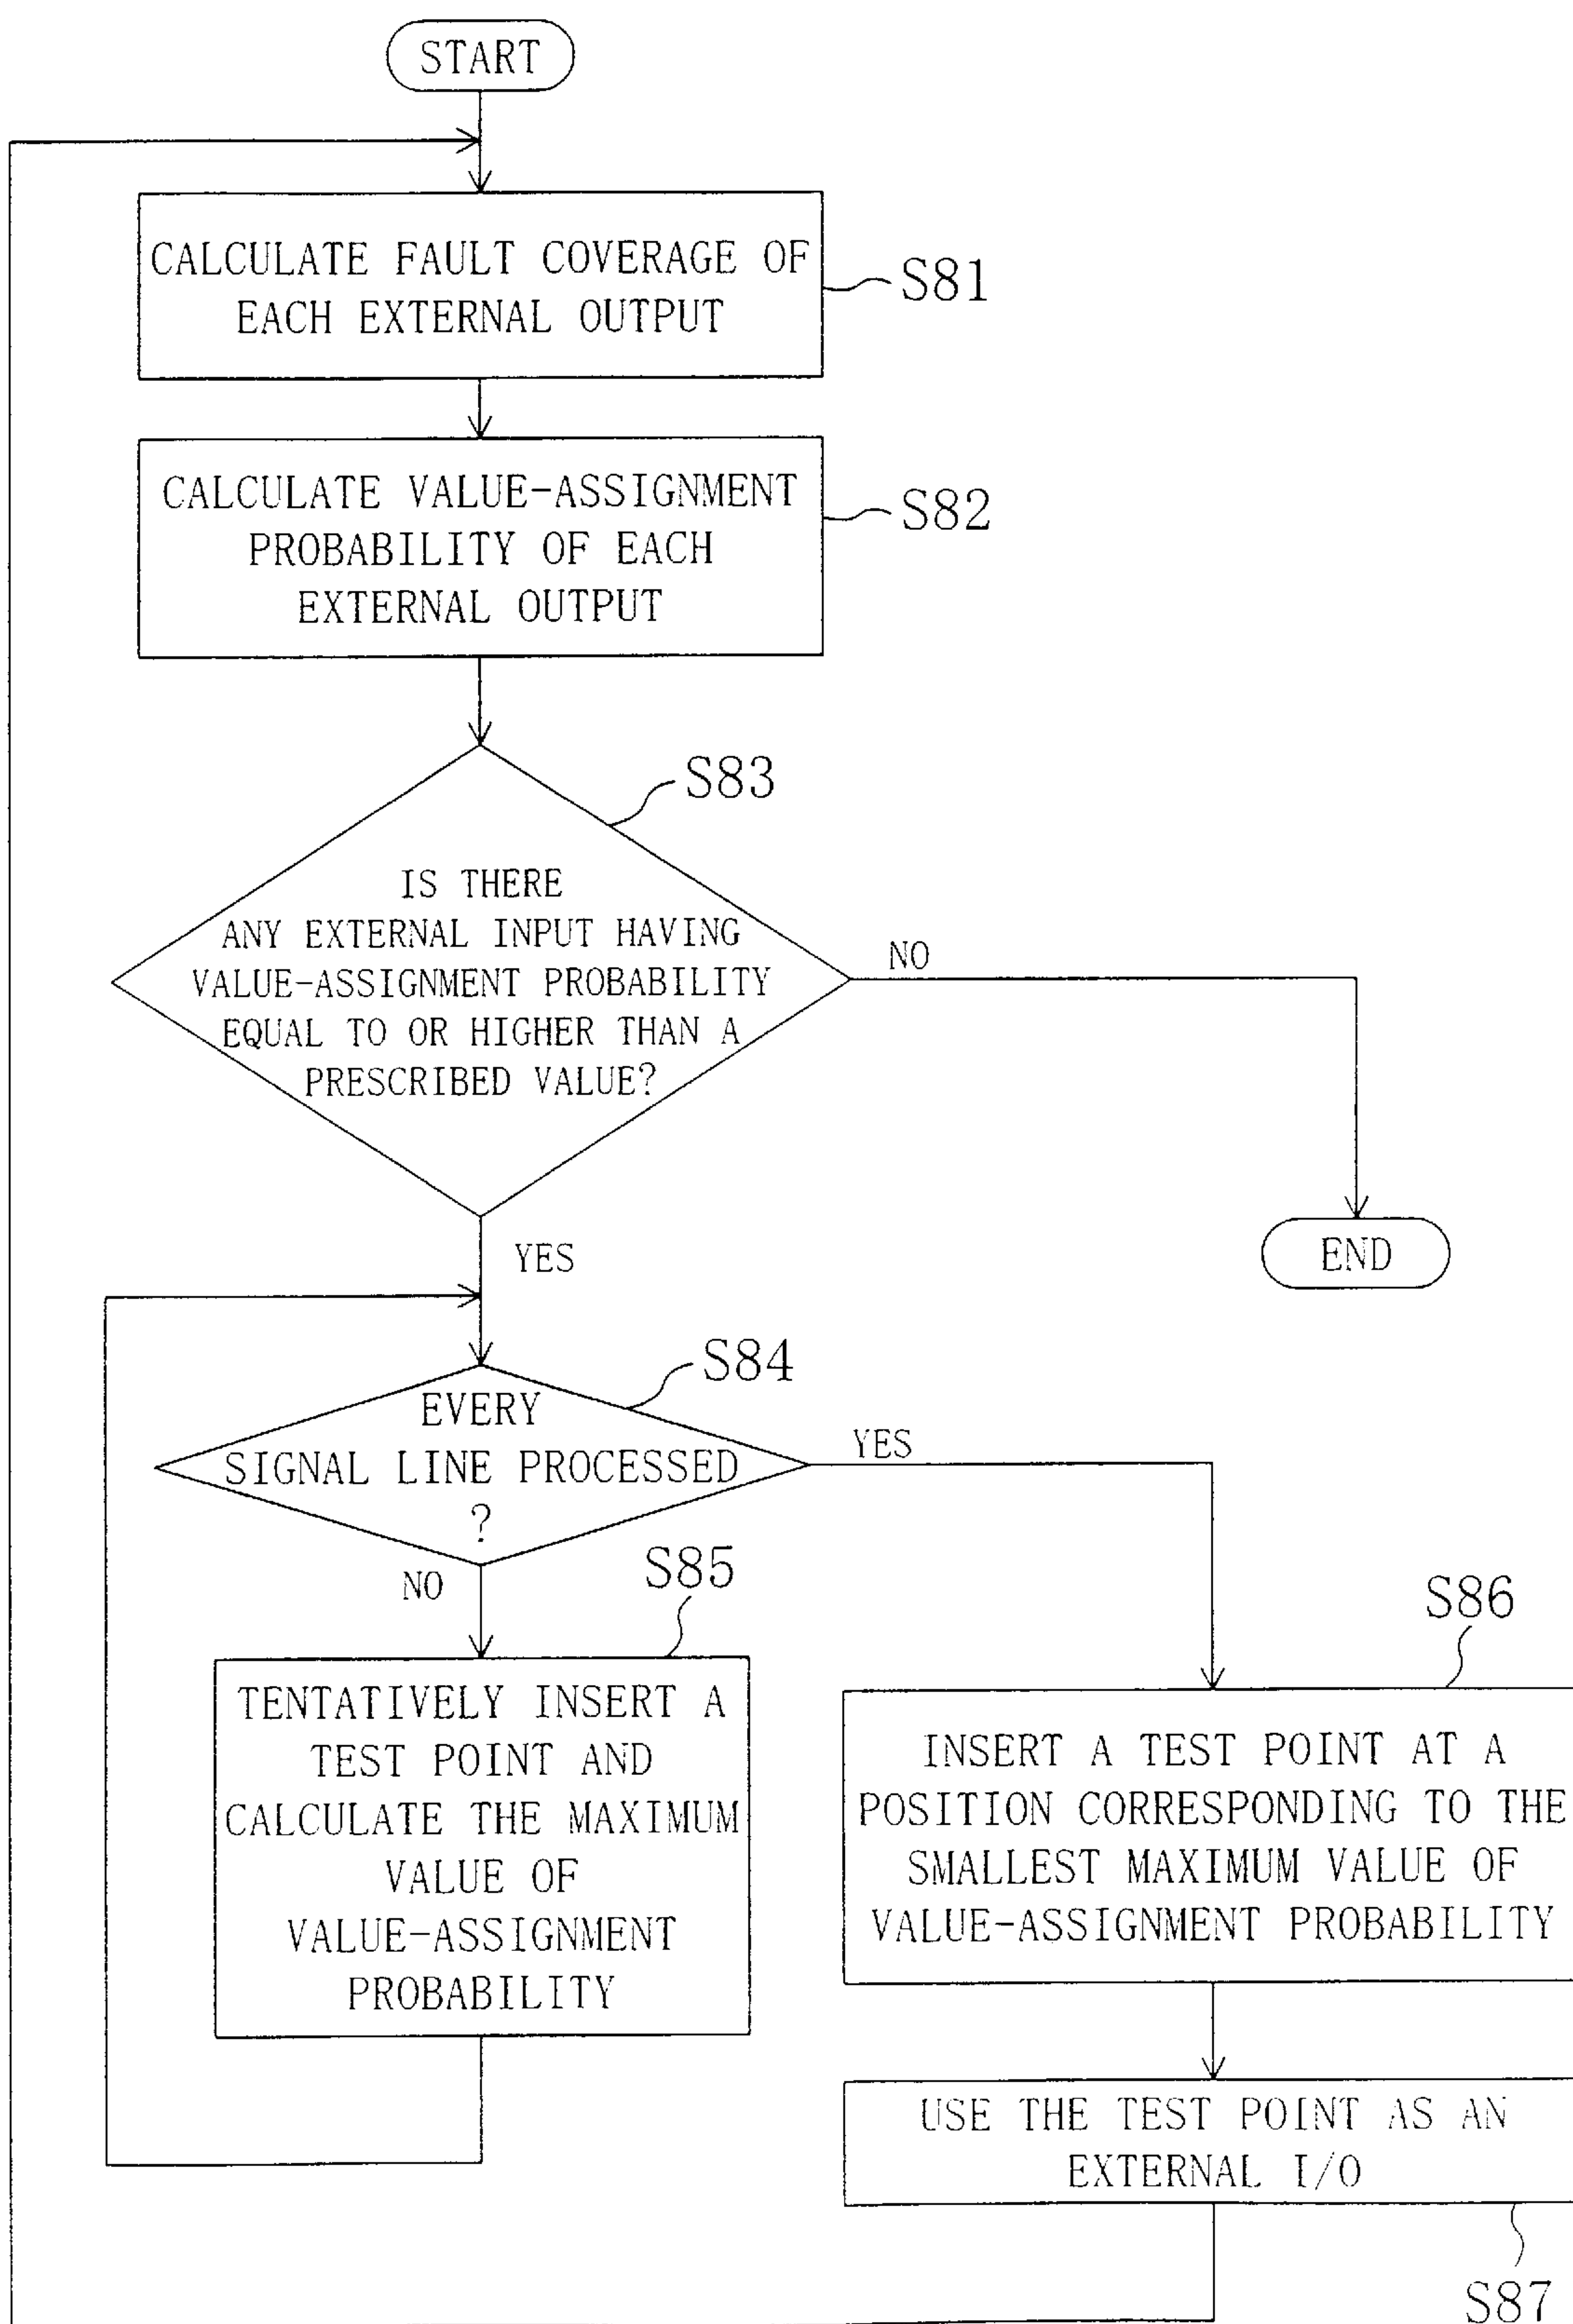 START
CALCULATE FAULT COVERAGE OF
EACH EXTERNAL OUTPUT
S81
CALCULATE VALUE-ASSIGNMENT
PROBABILITY OF EACH
EXTERNAL OUTPUT
S82
S83
IS THERE
ANY EXTERNAL INPUT HAVING
VALUE-ASSIGNMENT PROBABILITY
EQUAL TO OR HIGHER THAN A
PRESCRIBED VALUE?
NO
YES
END
S84
EVERY
SIGNAL LINE PROCESSED
?
YES
NO
S85
TENTATIVELY INSERT A
TEST POINT AND
CALCULATE THE MAXIMUM
VALUE OF
VALUE-ASSIGNMENT
PROBABILITY
S86
INSERT A TEST POINT AT A
POSITION CORRESPONDING TO THE
SMALLEST MAXIMUM VALUE OF
VALUE-ASSIGNMENT PROBABILITY
USE THE TEST POINT AS AN
EXTERNAL I/O
S87